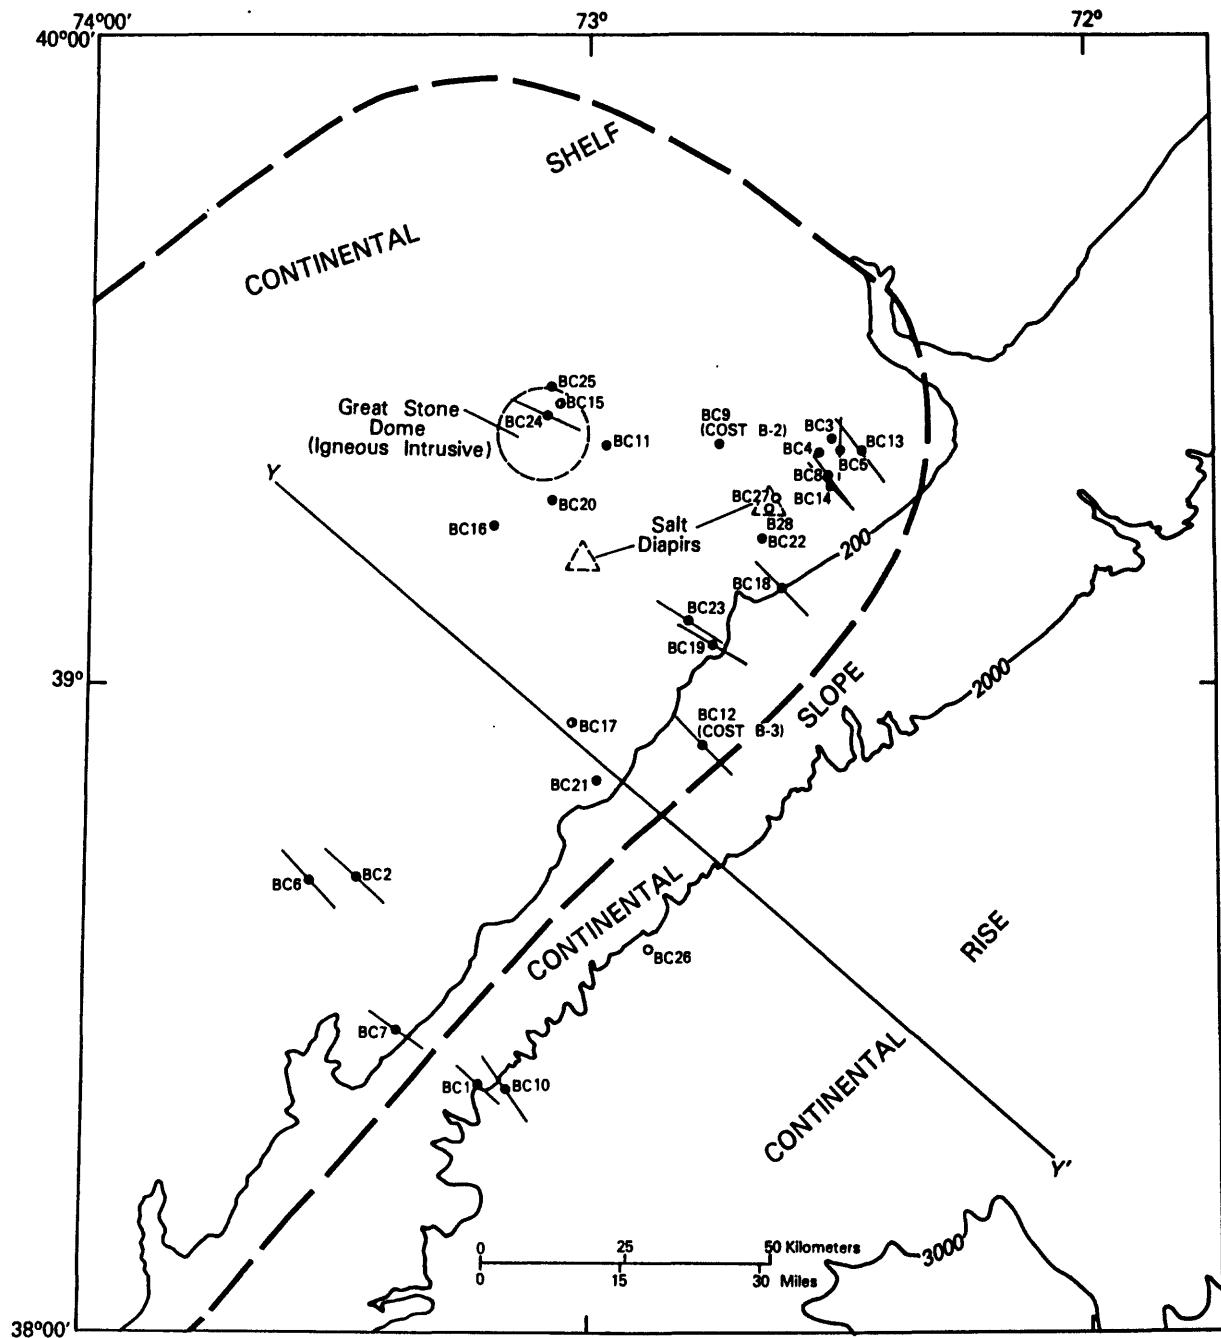 74°00'
73°
72°
40°00'
SHELF
CONTINENTAL
BC25
BC15
BC24
Great Stone
Dome
(Igneous Intrusive)
BC11
BC9
(COST B-2)
BC3
BC13
BC4
BC5
BC8
BC14
BC27
B28
BC22
Y
BC20
BC16
Salt
Diapirs
200
BC18
BC23
BC19
39°
2000
SLOPE
BC12
(COST B-3)
BC17
BC21
BC6
BC2
CONTINENTAL
BC26
RISE
BC7
BC1
BC10
CONTINENTAL
Y'
3000
0 25 50 Kilometers
0 15 30 Miles
38°00'